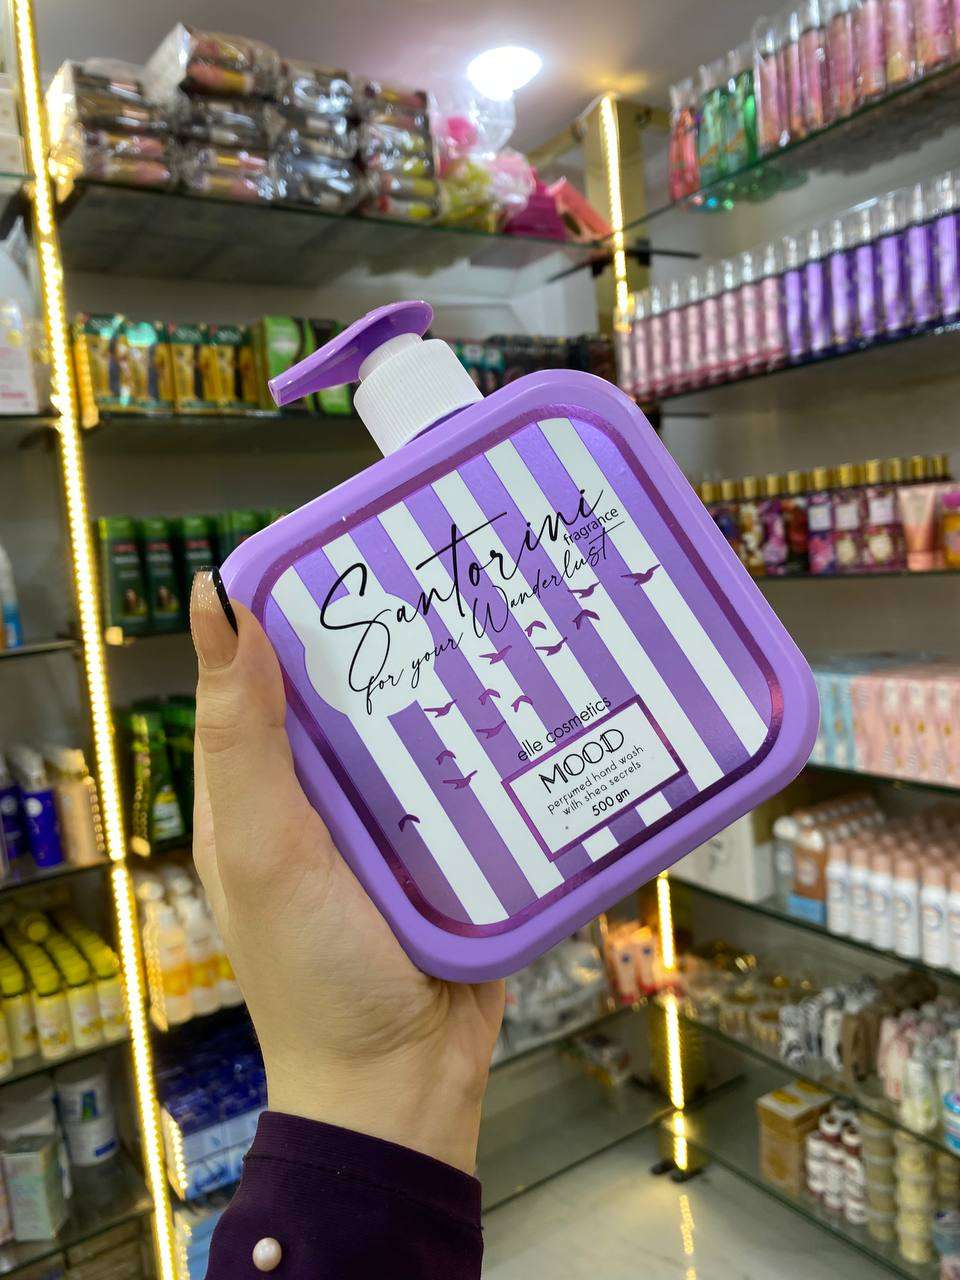 Santorini
fragrance
for your Wanderlust
elle cosmetics
MOOD
perfumed hand wash
with shea secrets
500 gm